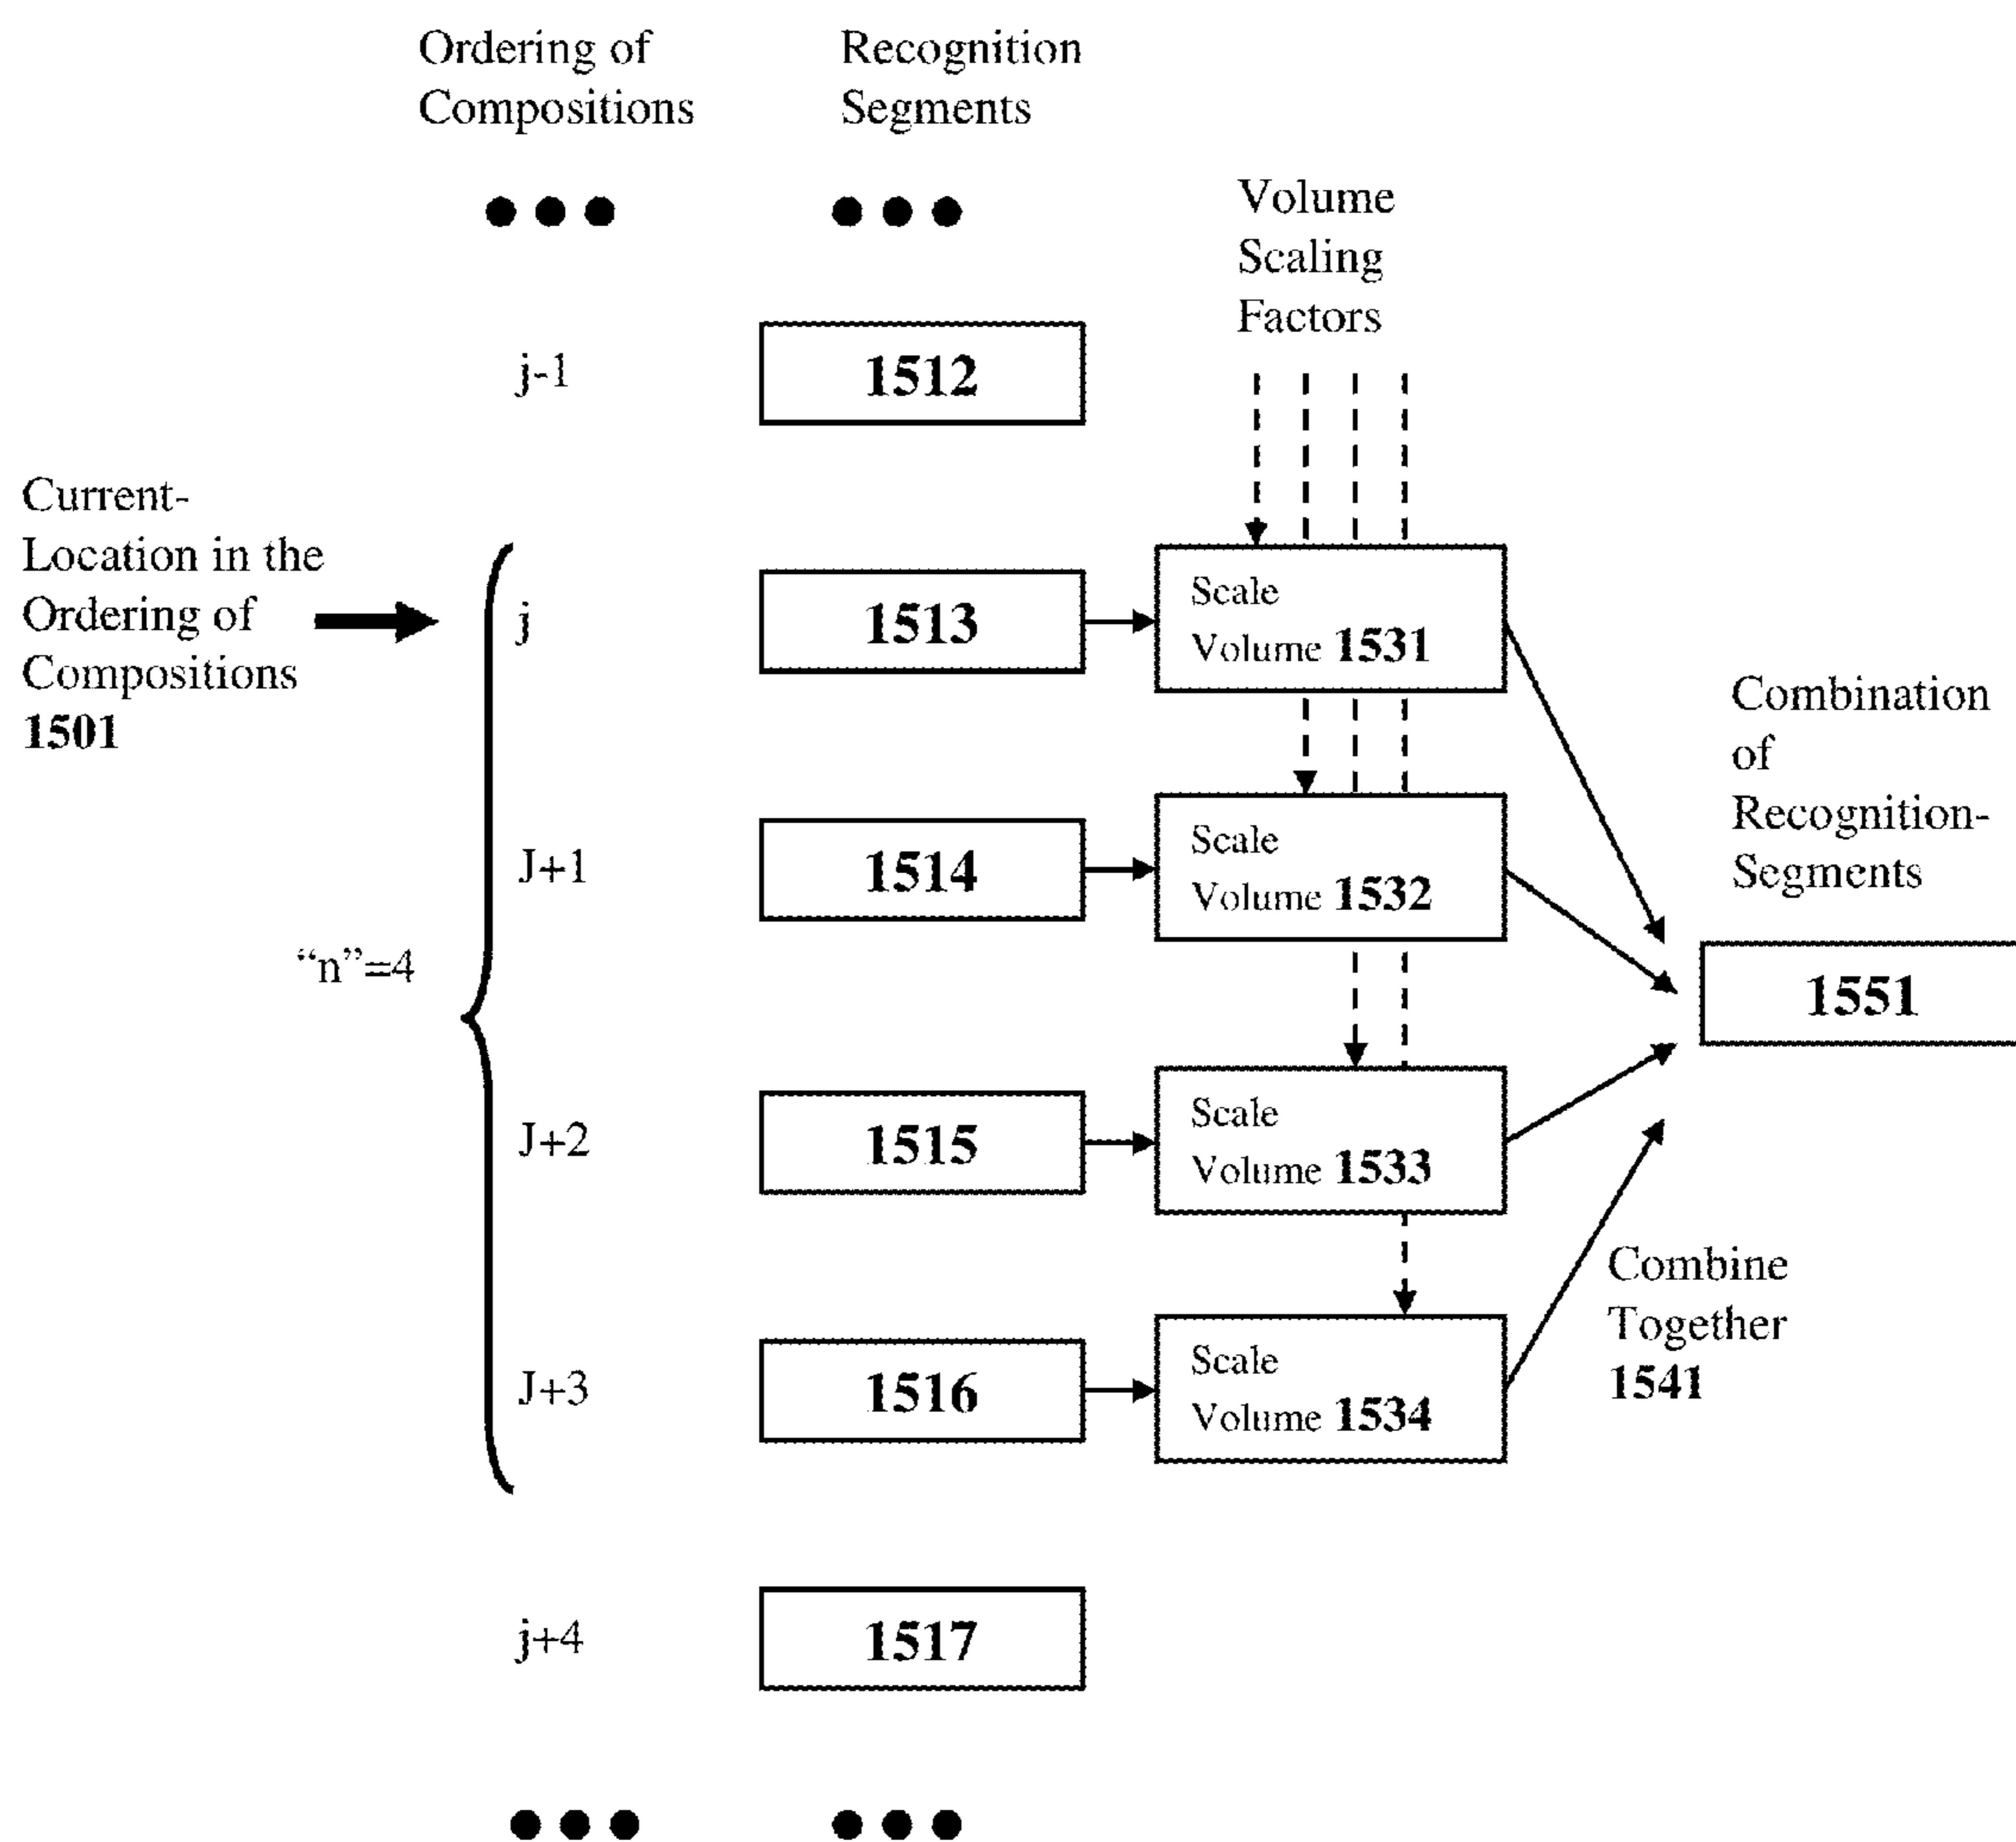 Ordering of
Compositions
Recognition
Segments
Volume
Scaling
Factors
j-1
1512
Current-
Location in the
Ordering of
Compositions
1501
j
1513
Scale
Volume 1531
J+1
1514
Scale
Volume 1532
Combination
of
Recognition-
Segments
"n"=4
1551
J+2
1515
Scale
Volume 1533
J+3
1516
Scale
Volume 1534
Combine
Together
1541
j+4
1517